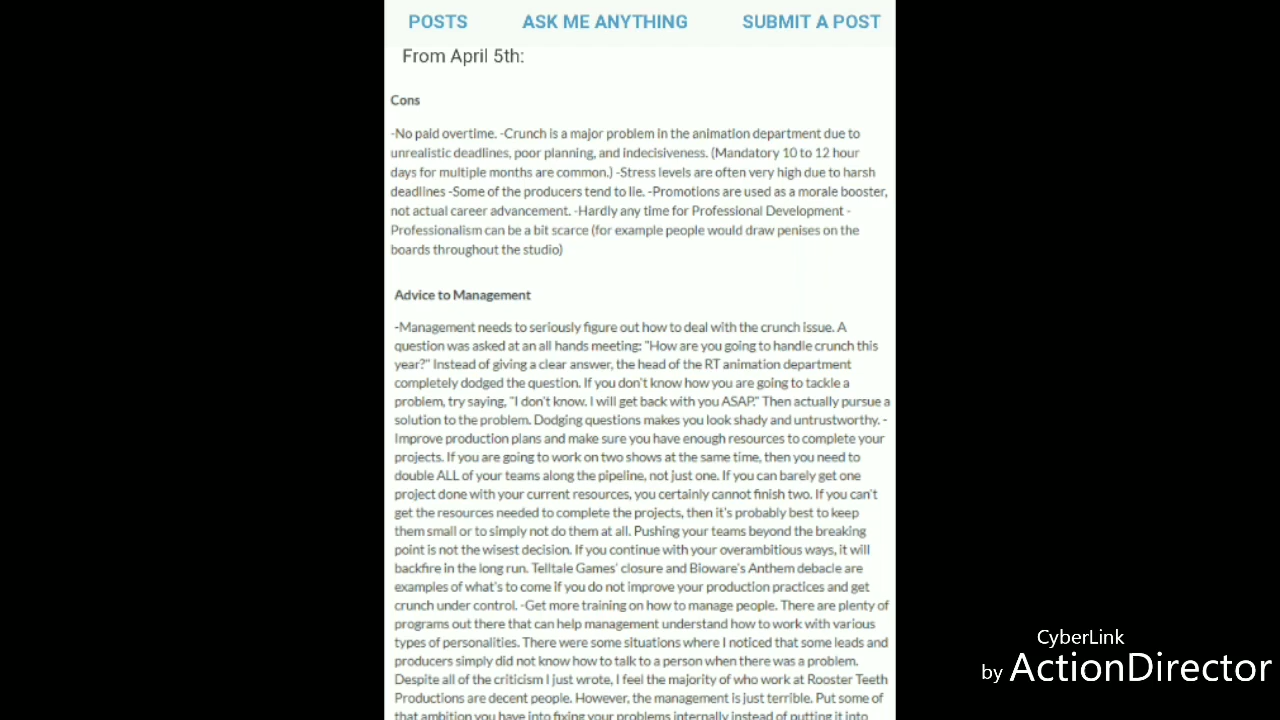 POSTS ASK ME ANYTHING SUBMIT A POST
From April 5th:
Cons
-No paid overtime. -Crunch is a major problem in the animation department due to
unrealistic deadlines, poor planning, and indecisiveness. (Mandatory 10 to 12 hour
days for multiple months are common.) -Stress levels are often very high due to harsh
deadlines -Some of the producers tend to lie. -Promotions are used as a morale booster,
not actual career advancement. -Hardly any time for Professional Development -
Professionalism can be a bit scarce (for example people would draw penises on the
boards throughout the studio)
Advice to Management
-Management needs to seriously figure out how to deal with the crunch issue. A
question was asked at an all hands meeting: "How are you going to handle crunch this
year?" Instead of giving a clear answer, the head of the RT animation department
completely dodged the question. If you don't know how you are going to tackle a
problem, try saying, "I don't know. I will get back with you ASAP." Then actually pursue a
solution to the problem. Dodging questions makes you look shady and untrustworthy. -
Improve production plans and make sure you have enough resources to complete your
projects. If you are going to work on two shows at the same time, then you need to
double ALL of your teams along the pipeline, not just one. If you can barely get one
project done with your current resources, you certainly cannot finish two. If you can't
get the resources needed to complete the projects, then it's probably best to keep
them small or to simply not do them at all. Pushing your teams beyond the breaking
point is not the wisest decision. If you continue with your overambitious ways, it will
backfire in the long run. Telltale Games' closure and Bioware's Anthem debacle are
examples of what's to come if you do not improve your production practices and get
crunch under control. -Get more training on how to manage people. There are plenty of
programs out there that can help management understand how to work with various
types of personalities. There were some situations where I noticed that some leads and
producers simply did not know how to talk to a person when there was a problem.
Despite all of the criticism I just wrote, I feel the majority of who work at Rooster Teeth
Productions are decent people. However, the management is just terrible. Put some of
that ambition you have into fixing your problems internally instead of putting it into
CyberLink
by ActionDirector